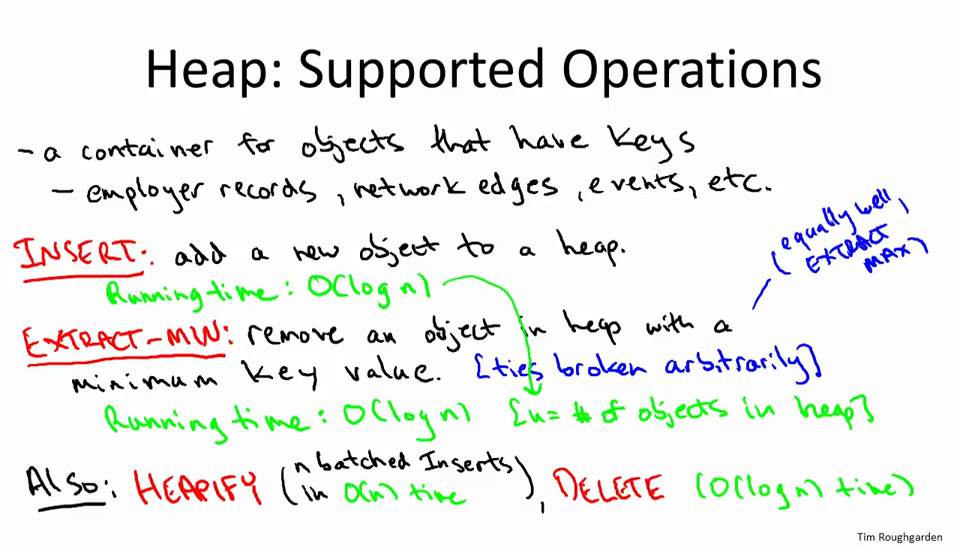 Heap: Supported Operations
- a container for objects that have keys
- employer records, network edges, events, etc.
INSERT: add a new object to a heap.
Running time: O(log n)
(equally well, EXTRACT MAX)
EXTRACT-MIN: remove an object in heap with a
minimum key value. [ties broken arbitrarily]
Running time: O(log n) [n = # of objects in heap]
Also: HEAPIFY (n batched Inserts in O(n) time), DELETE (O(log n) time)
Tim Roughgarden